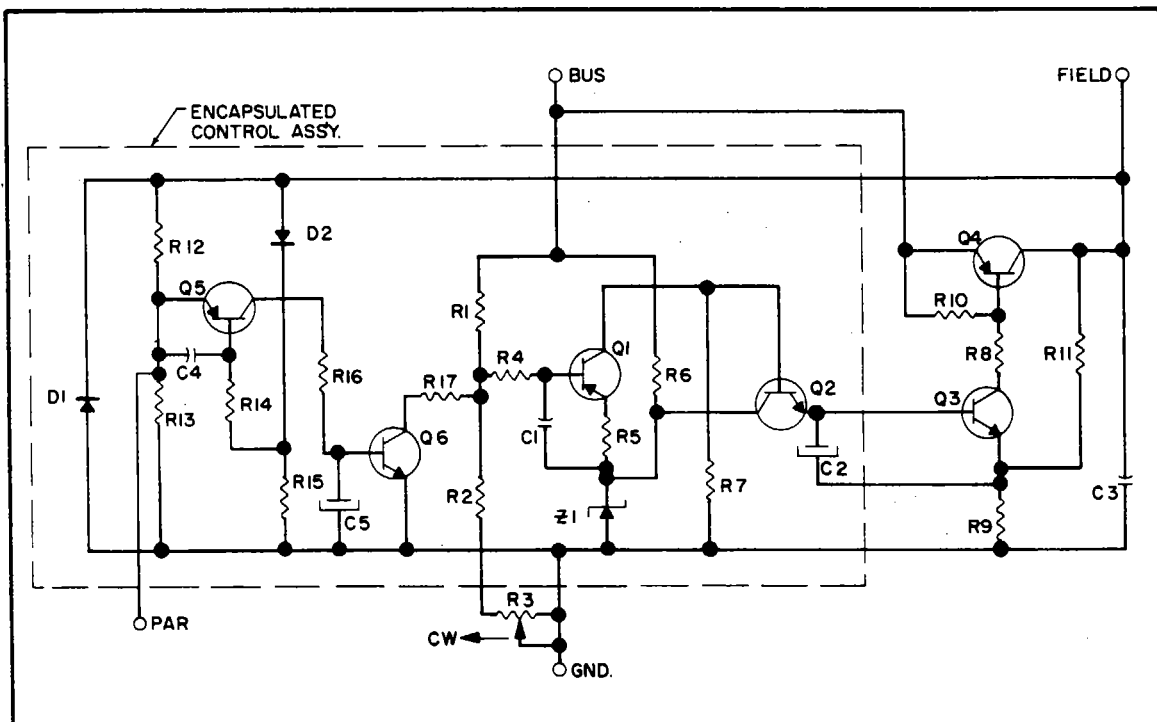 BUS
FIELD
ENCAPSULATED
CONTROL ASSY.
R12
D2
Q5
Q4
R10
R1
Q1
R4
R6
R8
R11
C4
R16
R17
Q2
Q3
D1
R13
R14
Q6
C1
R5
C2
R15
R2
R7
C3
C5
Z1
R9
R3
PAR
CW
GND.